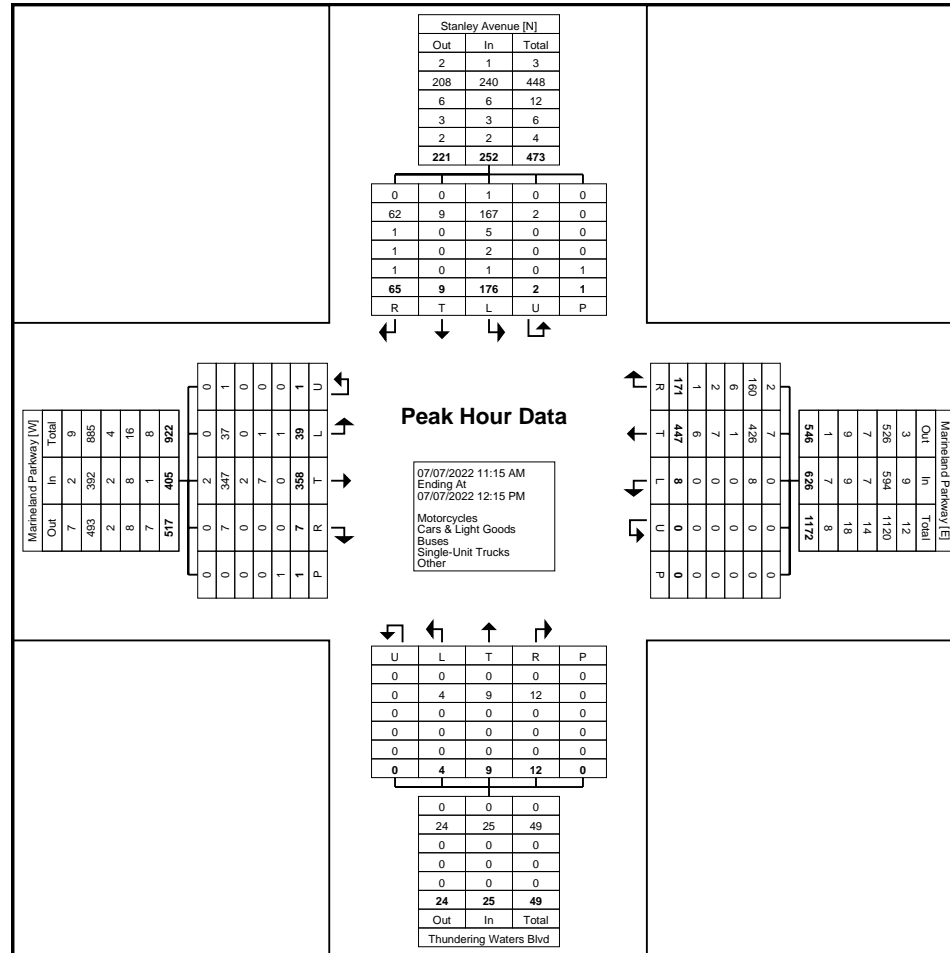 Stanley Avenue [N]
Out In Total
2 1 3
208 240 448
6 6 12
3 3 6
2 2 4
221 252 473
0 0 1 0 0
62 9 167 2 0
1 0 5 0 0
1 0 2 0 0
1 0 1 0 1
65 9 176 2 1
R T L U P
Marineland Parkway [W]
Out In Total
7 2 9
493 392 885
2 2 4
8 8 16
7 1 8
517 405 922
0 0 2 0 0
0 7 347 37 1
0 0 2 0 0
0 0 7 1 0
1 0 0 1 0
1 7 358 39 1
P R T L U
Peak Hour Data
07/07/2022 11:15 AM
Ending At
07/07/2022 12:15 PM
Motorcycles
Cars & Light Goods
Buses
Single-Unit Trucks
Other
Marineland Parkway [E]
Out In Total
3 9 12
526 594 1120
7 7 14
9 9 18
1 7 8
546 626 1172
2 7 0 0 0
160 426 8 0 0
6 1 0 0 0
2 7 0 0 0
1 6 0 0 0
171 447 8 0 0
R T L U P
U L T R P
0 0 0 0 0
0 4 9 12 0
0 0 0 0 0
0 0 0 0 0
0 0 0 0 0
0 4 9 12 0
0 0 0
24 25 49
0 0 0
0 0 0
0 0 0
24 25 49
Out In Total
Thundering Waters Blvd